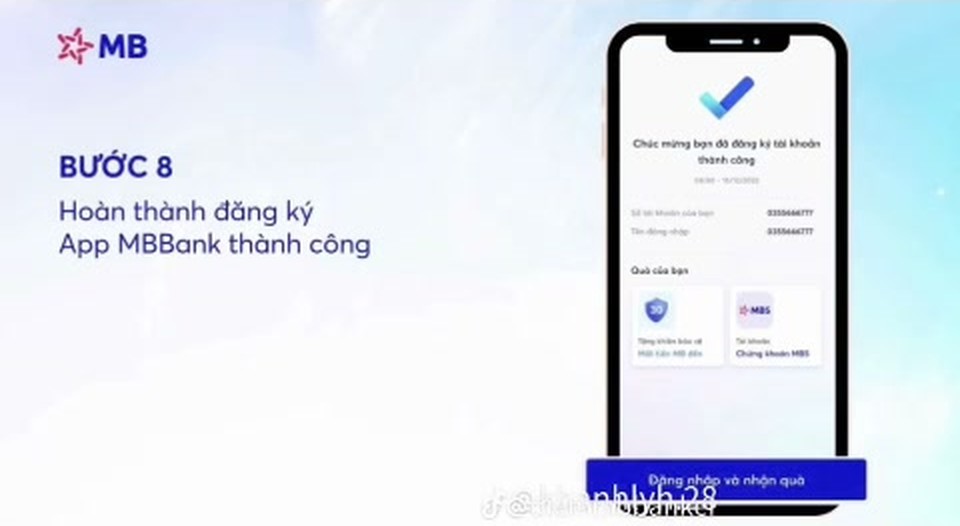 MB
BƯỚC 8
Hoàn thành đăng ký
App MBBank thành công
Chúc mừng bạn đã đăng ký tài khoản
thành công
Số tài khoản của bạn 0355666777
Tên đăng nhập 0355666777
Quà của bạn
30
MBS
Tài khoản
Chứng khoán MBS
Đăng nhập và nhận quà